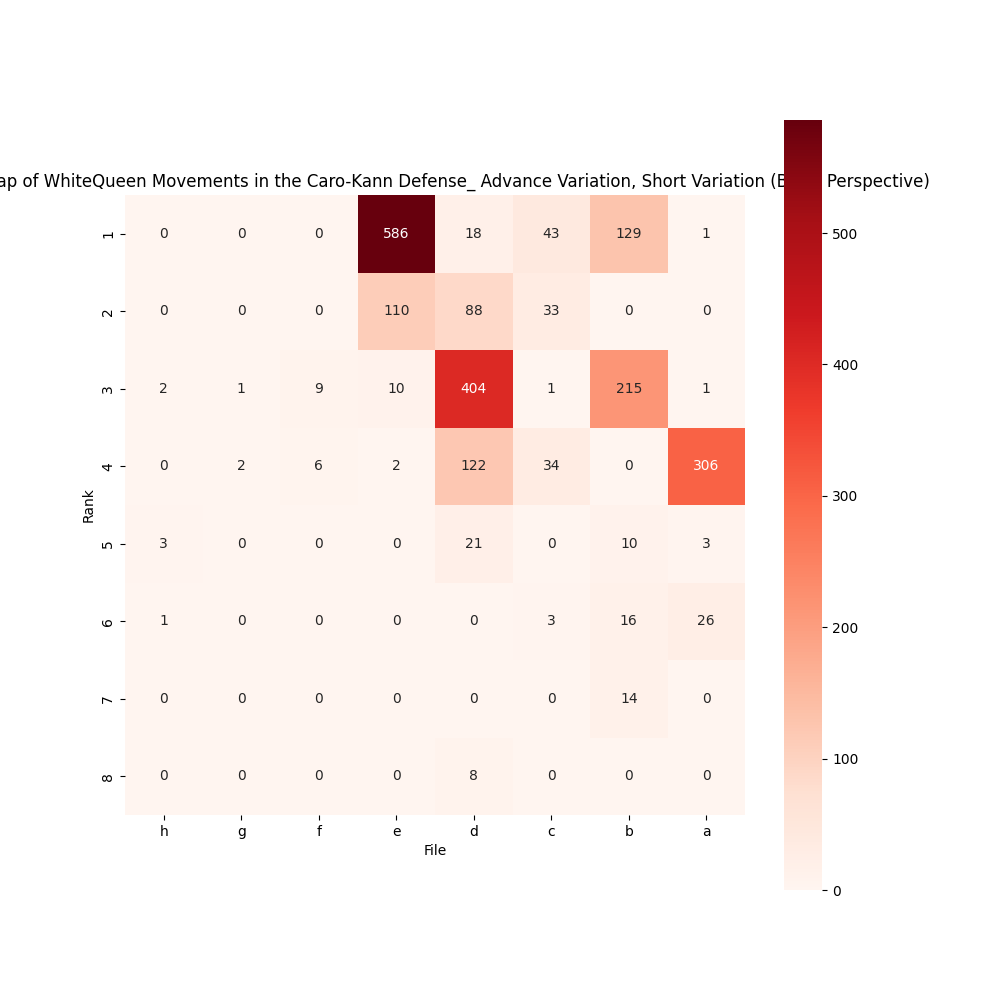 ap of WhiteQueen Movements in the Caro-Kann Defense_ Advance Variation, Short Variation (B Perspective)
1 0 0 0 586 18 43 129 1
2 0 0 0 110 88 33 0 0
3 2 1 9 10 404 1 215 1
4 0 2 6 2 122 34 0 306
5 3 0 0 0 21 0 10 3
6 1 0 0 0 0 3 16 26
7 0 0 0 0 0 0 14 0
8 0 0 0 0 8 0 0 0
h g f e d c b a
File
Rank
500
400
300
200
100
0